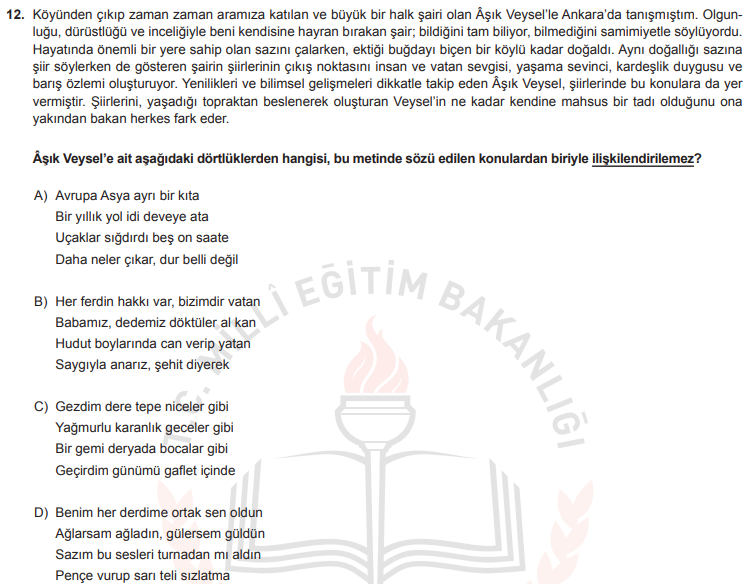 12. Köyünden çıkıp zaman zaman aramıza katılan ve büyük bir halk şairi olan Âşık Veysel'le Ankara'da tanışmıştım. Olgun-
luğu, dürüstlüğü ve inceliğiyle beni kendisine hayran bırakan şair; bildiğini tam biliyor, bilmediğini samimiyetle söylüyordu.
Hayatında önemli bir yere sahip olan sazını çalarken, ektiği buğdayı biçen bir köylü kadar doğaldı. Aynı doğallığı sazına
şiir söylerken de gösteren şairin şiirlerinin çıkış noktasını insan ve vatan sevgisi, yaşama sevinci, kardeşlik duygusu ve
barış özlemi oluşturuyor. Yenilikleri ve bilimsel gelişmeleri dikkatle takip eden Âşık Veysel, şiirlerinde bu konulara da yer
vermiştir. Şiirlerini, yaşadığı topraktan beslenerek oluşturan Veysel'in ne kadar kendine mahsus bir tadı olduğunu ona
yakından bakan herkes fark eder.
Âşık Veysel'e ait aşağıdaki dörtlüklerden hangisi, bu metinde sözü edilen konulardan biriyle ilişkilendirilemez?
A) Avrupa Asya ayrı bir kıta
Bir yıllık yol idi deveye ata
Uçaklar sığdırdı beş on saate
Daha neler çıkar, dur belli değil
B) Her ferdin hakkı var, bizimdir vatan
Babamız, dedemiz döktüler al kan
Hudut boylarında can verip yatan
Saygıyla anarız, şehit diyerek
C) Gezdim dere tepe niceler gibi
Yağmurlu karanlık geceler gibi
Bir gemi deryada bocalar gibi
Geçirdim günümü gaflet içinde
D) Benim her derdime ortak sen oldun
Ağlarsam ağladın, gülersem güldün
Sazım bu sesleri turnadan mı aldın
Pençe vurup sarı teli sızlatma
T.C. MİLLÎ EĞİTİM BAKANLIĞI